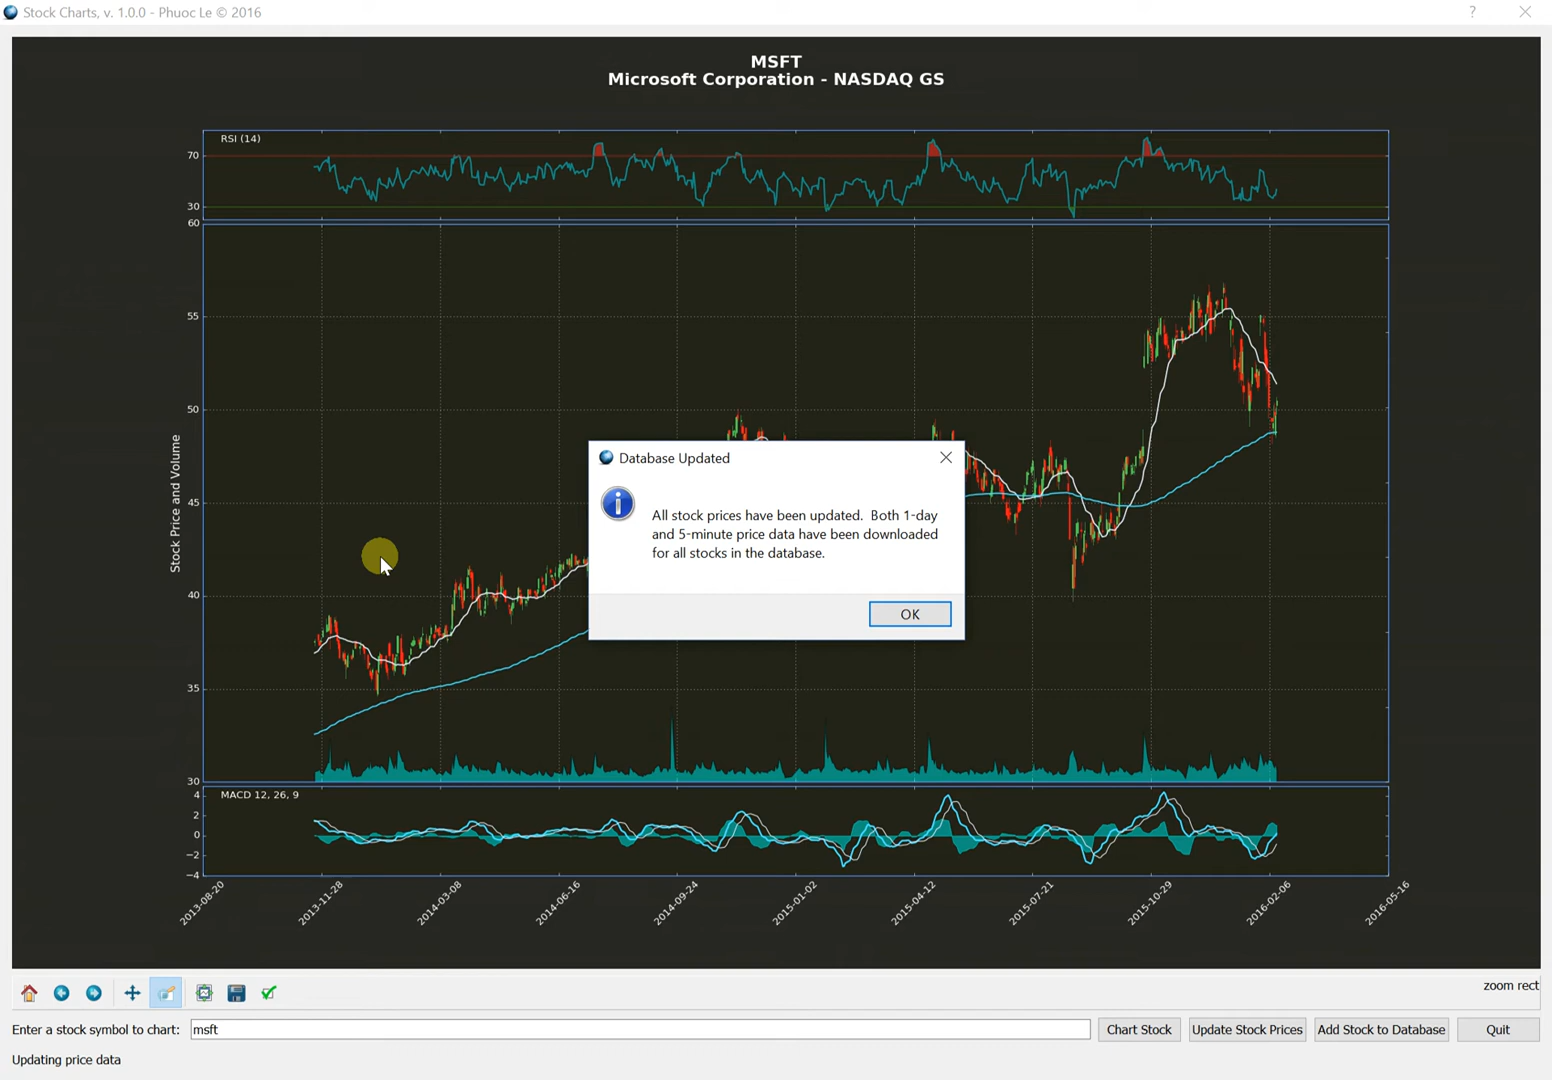 Stock Charts, v. 1.0.0 - Phuoc Le © 2016
?
MSFT
Microsoft Corporation - NASDAQ GS
RSI (14)
70
30
60
55
50
45
40
35
30
Stock Price and Volume
Database Updated
All stock prices have been updated. Both 1-day
and 5-minute price data have been downloaded
for all stocks in the database.
OK
MACD 12, 26, 9
4
2
0
−2
−4
2013-08-20
2013-11-28
2014-03-08
2014-06-16
2014-09-24
2015-01-02
2015-04-12
2015-07-21
2015-10-29
2016-02-06
2016-05-16
zoom rect
Enter a stock symbol to chart: msft Chart Stock Update Stock Prices Add Stock to Database Quit
Updating price data